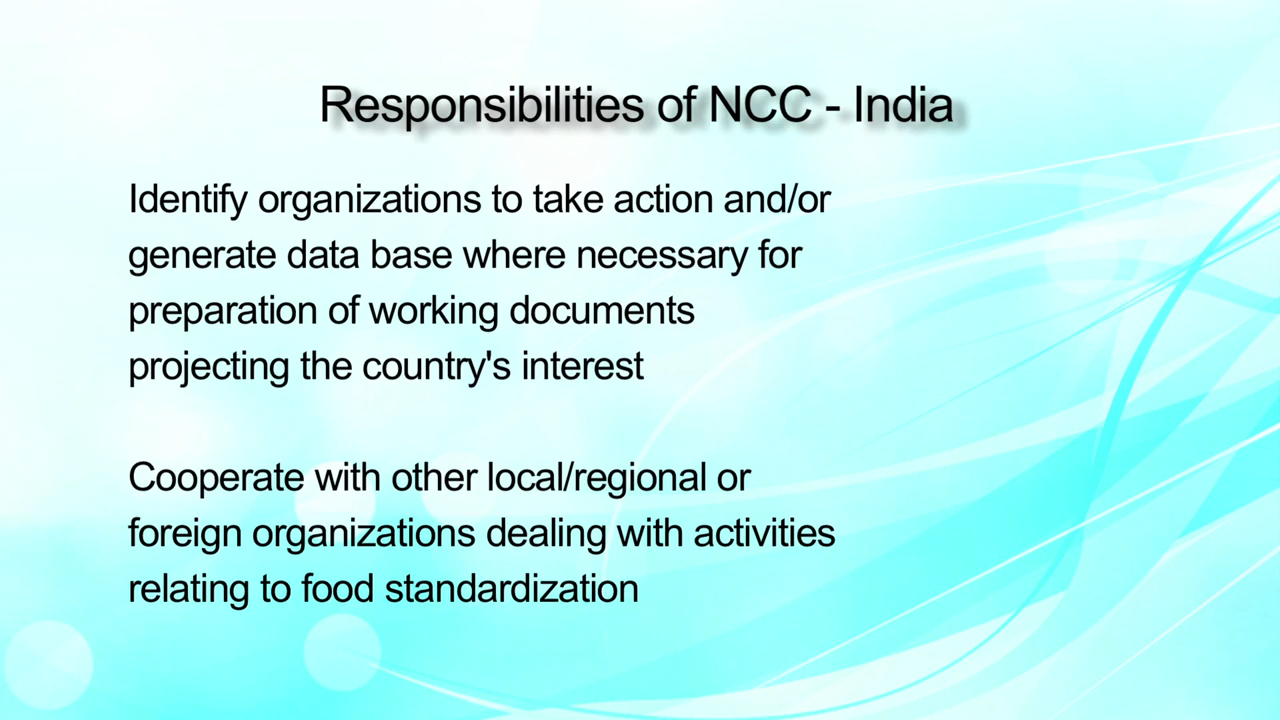 Responsibilities of NCC - India
Identify organizations to take action and/or
generate data base where necessary for
preparation of working documents
projecting the country's interest
Cooperate with other local/regional or
foreign organizations dealing with activities
relating to food standardization